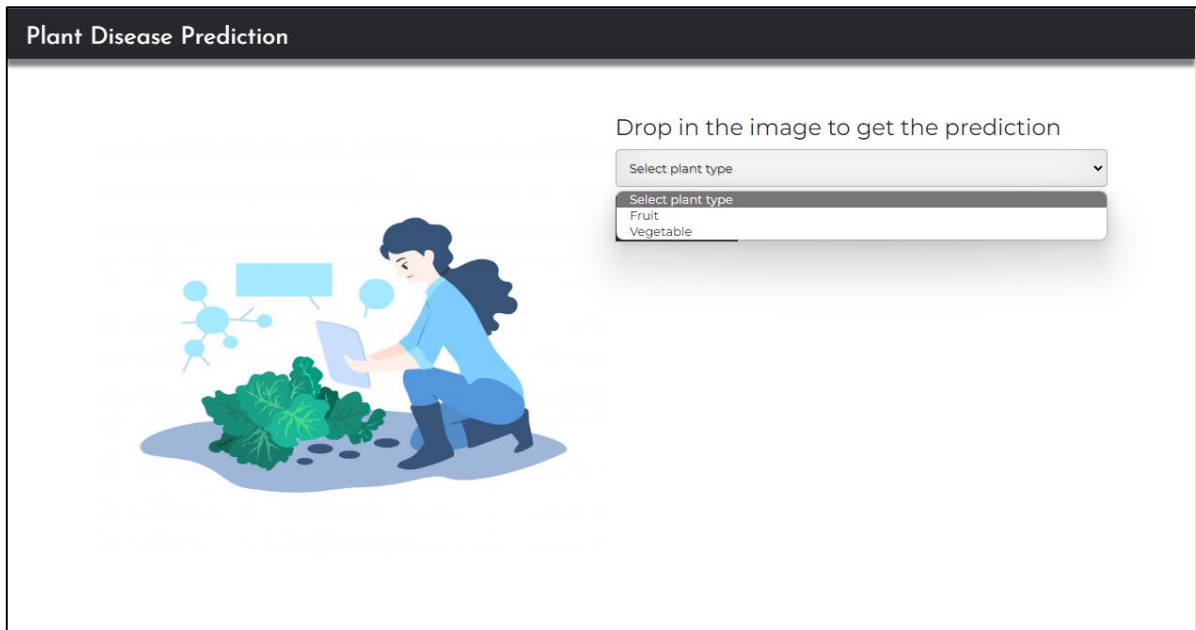 Plant Disease Prediction
Drop in the image to get the prediction
Select plant type
Select plant type
Fruit
Vegetable